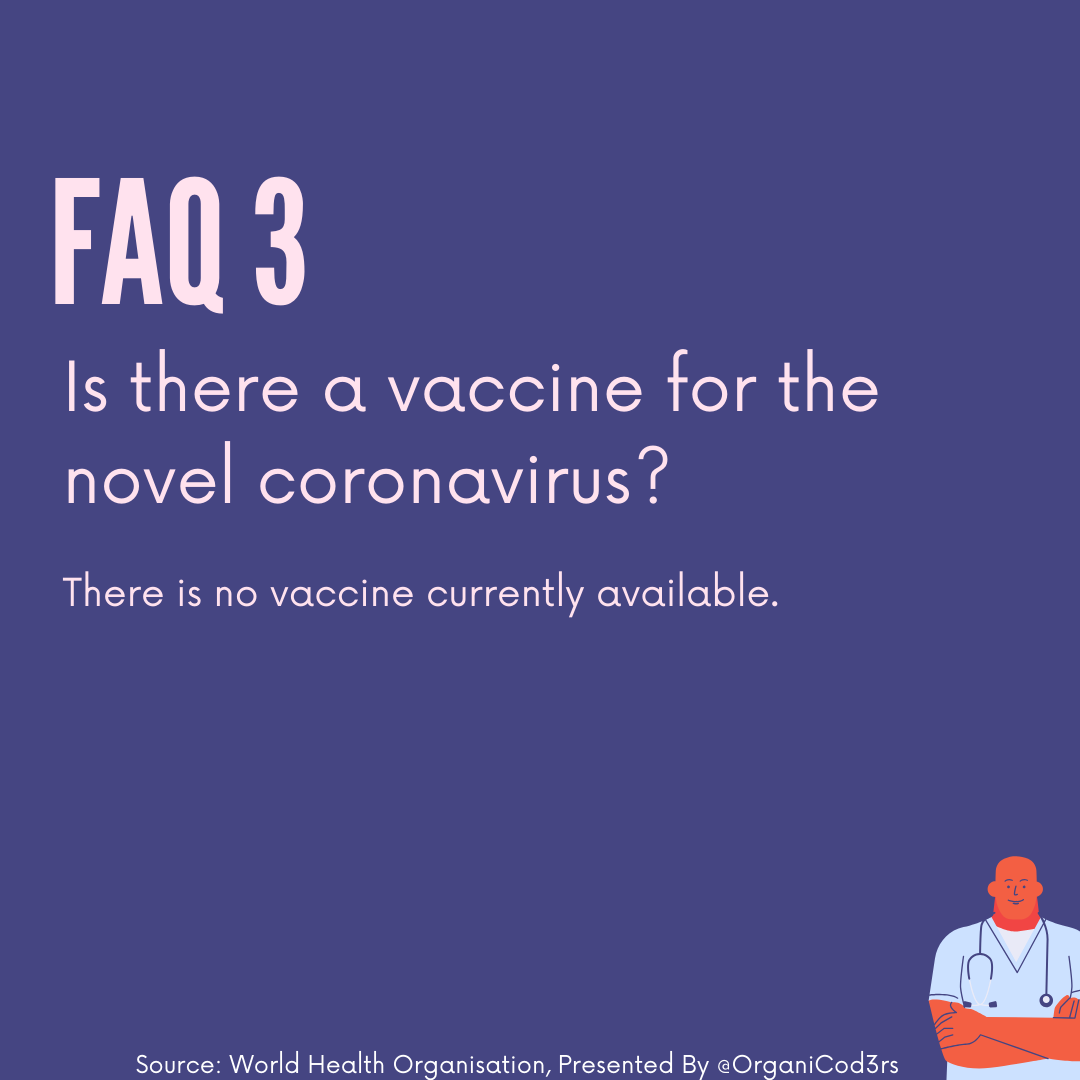 FAQ 3
Is there a vaccine for the
novel coronavirus?
There is no vaccine currently available.
Source: World Health Organisation, Presented By @OrganiCod3rs